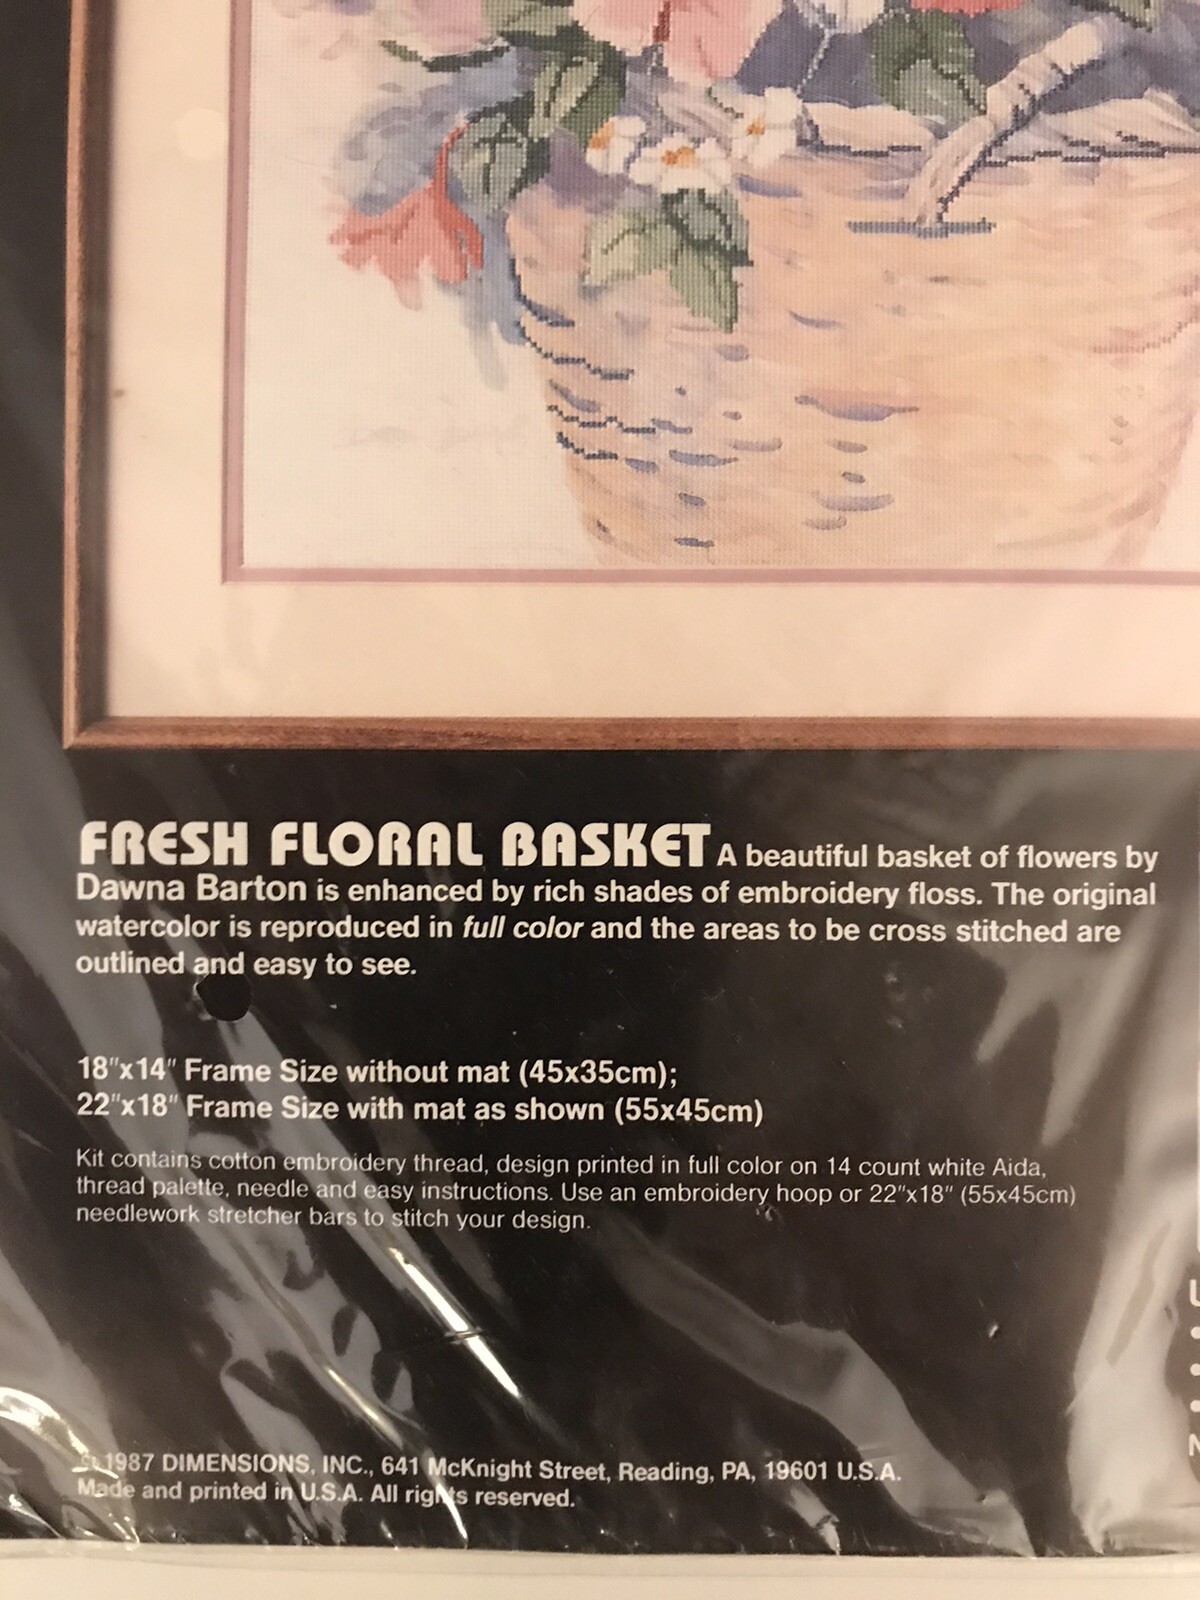 FRESH FLORAL BASKET A beautiful basket of flowers by
Dawna Barton is enhanced by rich shades of embroidery floss. The original
watercolor is reproduced in full color and the areas to be cross stitched are
outlined and easy to see.
18"x14" Frame Size without mat (45x35cm);
22"x18" Frame Size with mat as shown (55x45cm)
Kit contains cotton embroidery thread, design printed in full color on 14 count white Aida,
thread palette, needle and easy instructions. Use an embroidery hoop or 22"x18" (55x45cm)
needlework stretcher bars to stitch your design.
© 1987 DIMENSIONS, INC., 641 McKnight Street, Reading, PA, 19601 U.S.A.
Made and printed in U.S.A. All rights reserved.